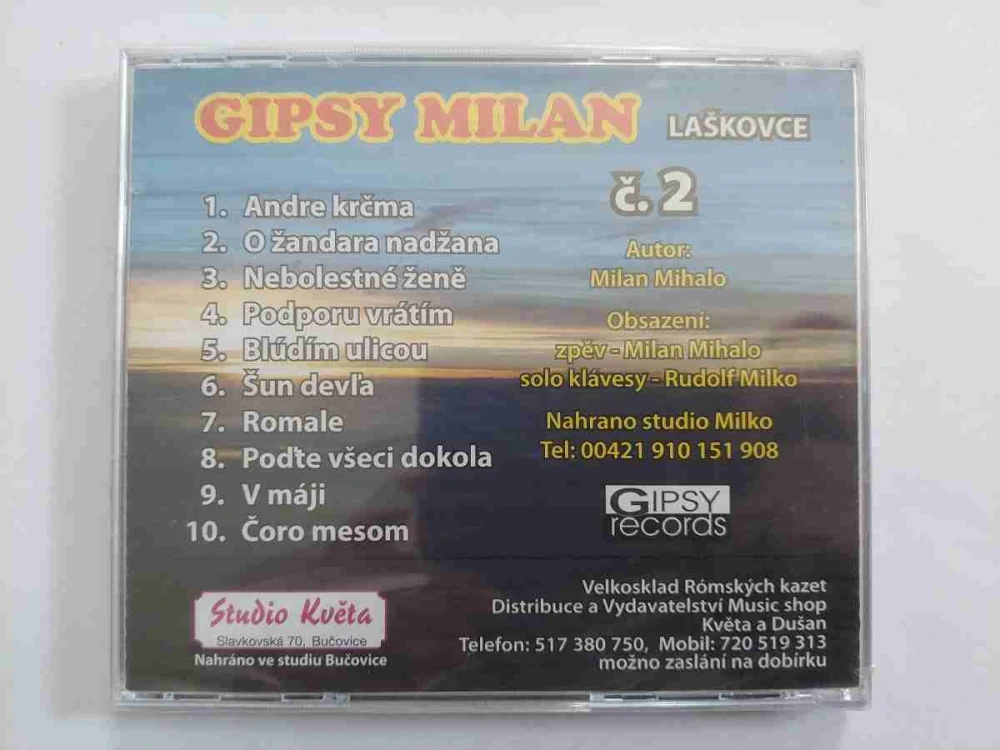 GIPSY MILAN LAŠKOVCE
č. 2
1. Andre krčma
2. O žandara nadžana
3. Nebolestné ženě
4. Podporu vrátím
5. Blúdím ulicou
6. Šun devľa
7. Romale
8. Poďte všeci dokola
9. V máji
10. Čoro mesom
Autor:
Milan Mihalo
Obsazení:
zpěv - Milan Mihalo
solo klávesy - Rudolf Milko
Nahrano studio Milko
Tel: 00421 910 151 908
GIPSY
records
Studio Květa
Slavkovská 70, Bučovice
Nahráno ve studiu Bučovice
Velkosklad Rómských kazet
Distribuce a Vydavatelství Music shop
Květa a Dušan
Telefon: 517 380 750, Mobil: 720 519 313
možno zaslání na dobírku